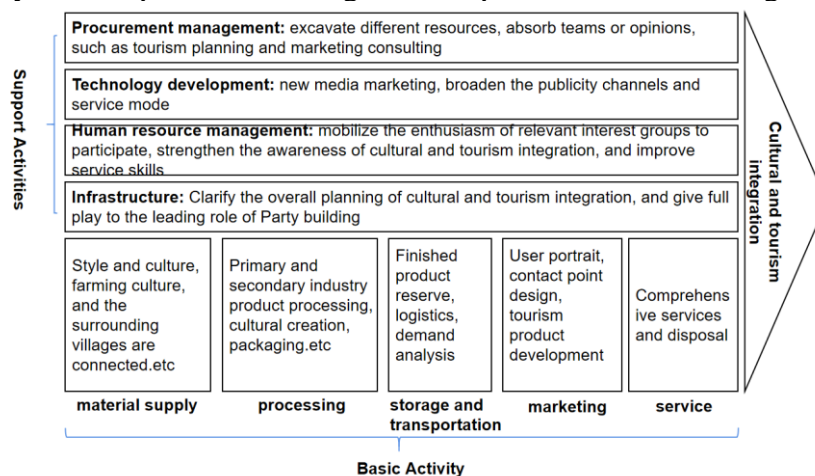 Procurement management: excavate different resources, absorb teams or opinions,
such as tourism planning and marketing consulting
Technology development: new media marketing, broaden the publicity channels and
service mode
Human resource management: mobilize the enthusiasm of relevant interest groups to
participate, strengthen the awareness of cultural and tourism integration, and improve
service skills
Infrastructure: Clarify the overall planning of cultural and tourism integration, and give full
play to the leading role of Party building
Support Activities
Cultural and tourism
integration
Style and culture,
farming culture,
and the
surrounding
villages are
connected.etc
Primary and
secondary industry
product processing,
cultural creation,
packaging.etc
Finished
product
reserve,
logistics,
demand
analysis
User portrait,
contact point
design,
tourism
product
development
Comprehens
ive services
and disposal
material supply
processing
storage and
transportation
marketing
service
Basic Activity